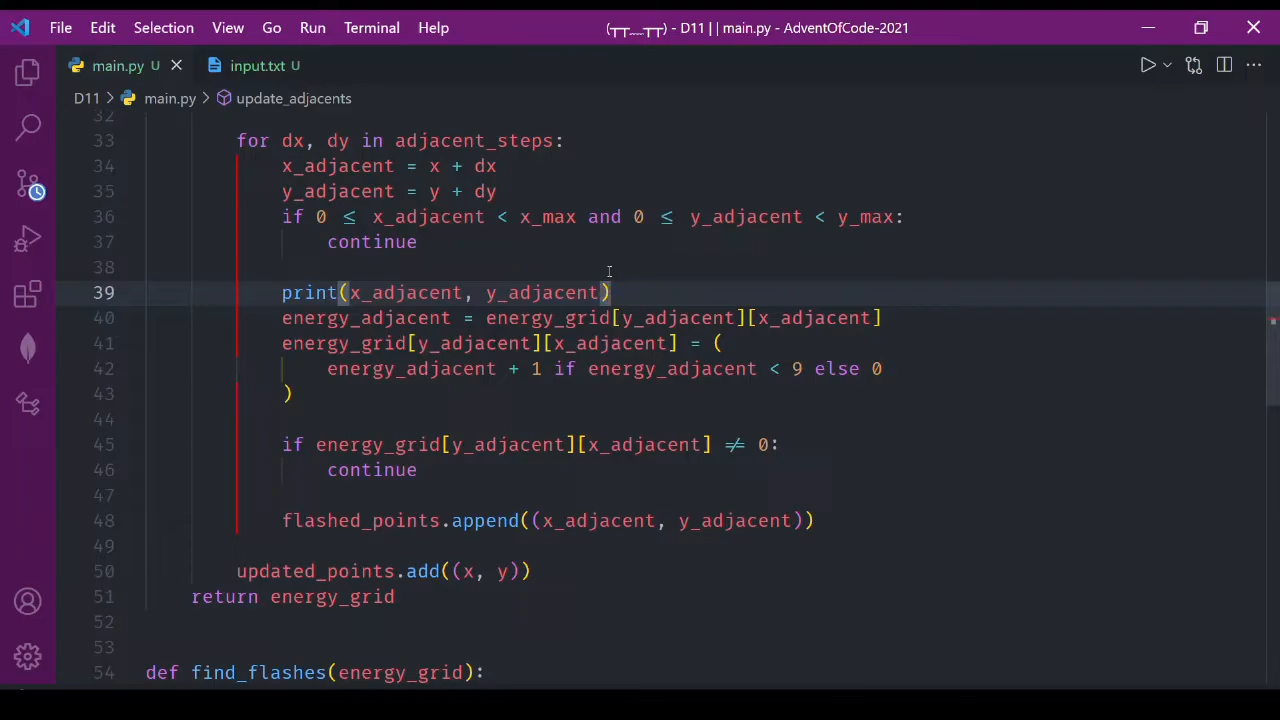 File Edit Selection View Go Run Terminal Help (┬┬﹏┬┬) - D11 | | main.py - AdventOfCode-2021
main.py U input.txt U
D11 > main.py > update_adjacents
32
33 for dx, dy in adjacent_steps:
34 x_adjacent = x + dx
35 y_adjacent = y + dy
36 if 0 ≤ x_adjacent < x_max and 0 ≤ y_adjacent < y_max:
37 continue
38
39 print(x_adjacent, y_adjacent)
40 energy_adjacent = energy_grid[y_adjacent][x_adjacent]
41 energy_grid[y_adjacent][x_adjacent] = (
42 energy_adjacent + 1 if energy_adjacent < 9 else 0
43 )
44
45 if energy_grid[y_adjacent][x_adjacent] ≠ 0:
46 continue
47
48 flashed_points.append((x_adjacent, y_adjacent))
49
50 updated_points.add((x, y))
51 return energy_grid
52
53
54 def find_flashes(energy_grid):